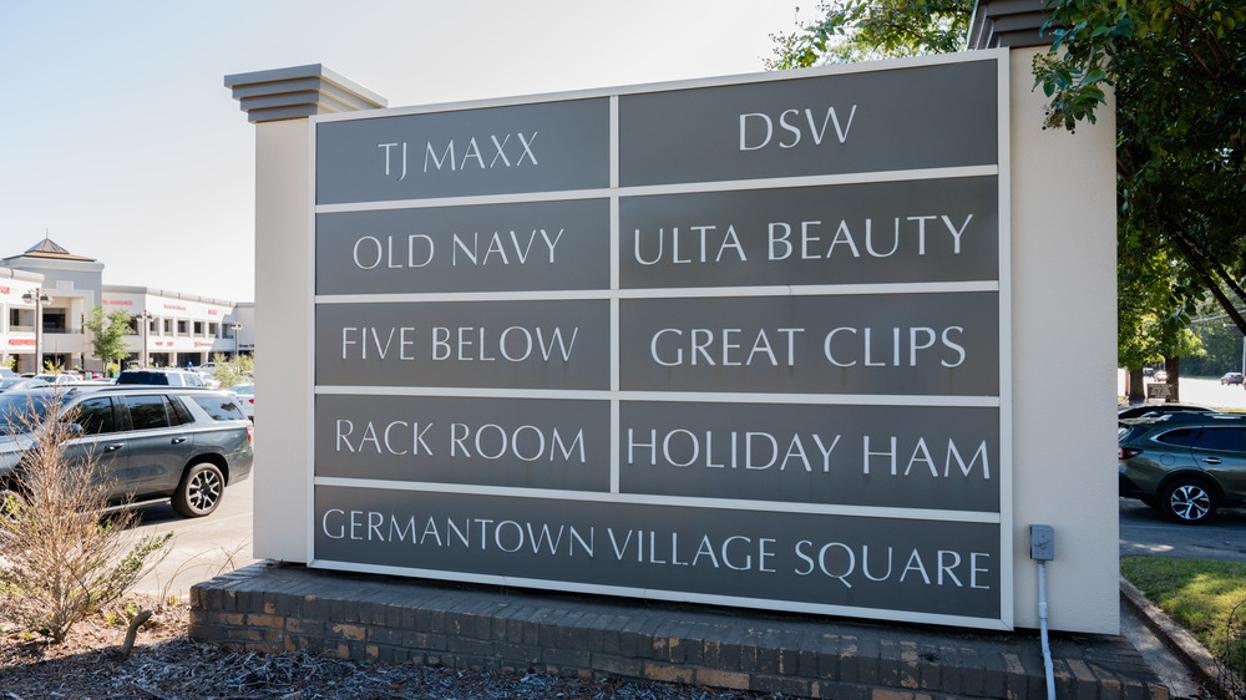 TJ MAXX
DSW
OLD NAVY
ULTA BEAUTY
FIVE BELOW
GREAT CLIPS
RACK ROOM
HOLIDAY HAM
GERMANTOWN VILLAGE SQUARE